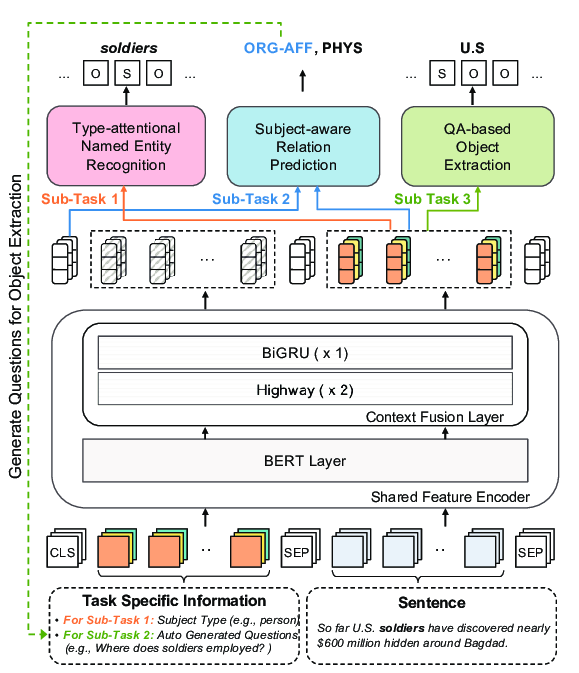 soldiers
ORG-AFF, PHYS
U.S
... O S O ...
... S O O ...
Type-attentional
Named Entity
Recognition
Subject-aware
Relation
Prediction
QA-based
Object
Extraction
Sub-Task 1
Sub-Task 2
Sub Task 3
...
...
Generate Questions for Object Extraction
BiGRU ( x 1)
Highway ( x 2)
Context Fusion Layer
BERT Layer
Shared Feature Encoder
CLS
..
SEP
..
SEP
Task Specific Information
• For Sub-Task 1: Subject Type (e.g., person)
• For Sub-Task 2: Auto Generated Questions
(e.g., Where does soldiers employed? )
Sentence
So far U.S. soldiers have discovered nearly
$600 million hidden around Bagdad.